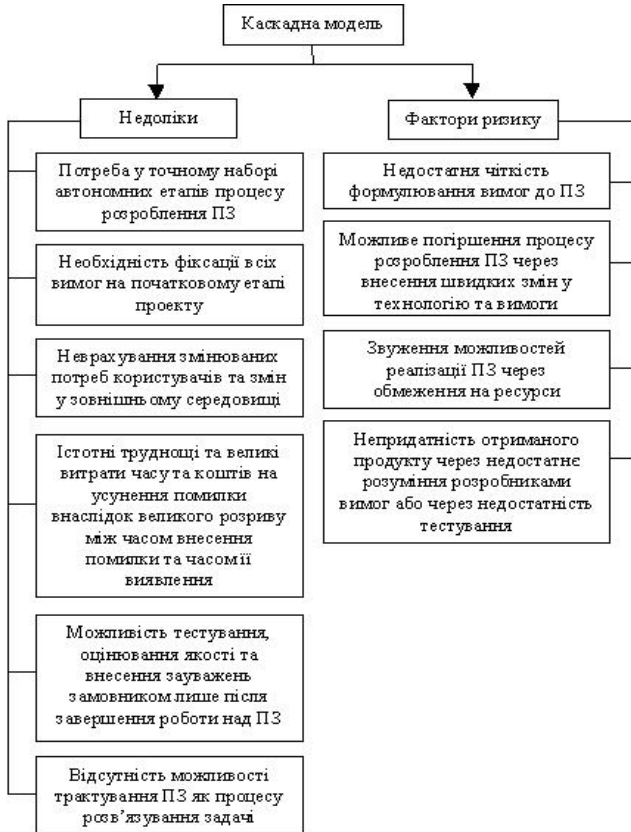 Каскадна модель
Недоліки
Потреба у точному наборі
автономних етапів процесу
розроблення ПЗ
Необхідність фіксації всіх
вимог на початковому етапі
проекту
Неврахування змінюваних
потреб користувачів та змін
у зовнішньому середовищі
Істотні труднощі та великі
витрати часу та коштів на
усунення помилки
внаслідок великого розриву
між часом внесення
помилки та часом її
виявлення
Можливість тестування,
оцінювання якості та
внесення зауважень
замовником лише після
завершення роботи над ПЗ
Відсутність можливості
трактування ПЗ як процесу
розв’язування задачі
Фактори ризику
Недостатня чіткість
формулювання вимог до ПЗ
Можливе погіршення процесу
розроблення ПЗ через
внесення швидких змін у
технологію та вимоги
Звуження можливостей
реалізації ПЗ через
обмеження на ресурси
Непридатність отриманого
продукту через недостатнє
розуміння розробниками
вимог або через недостатність
тестування